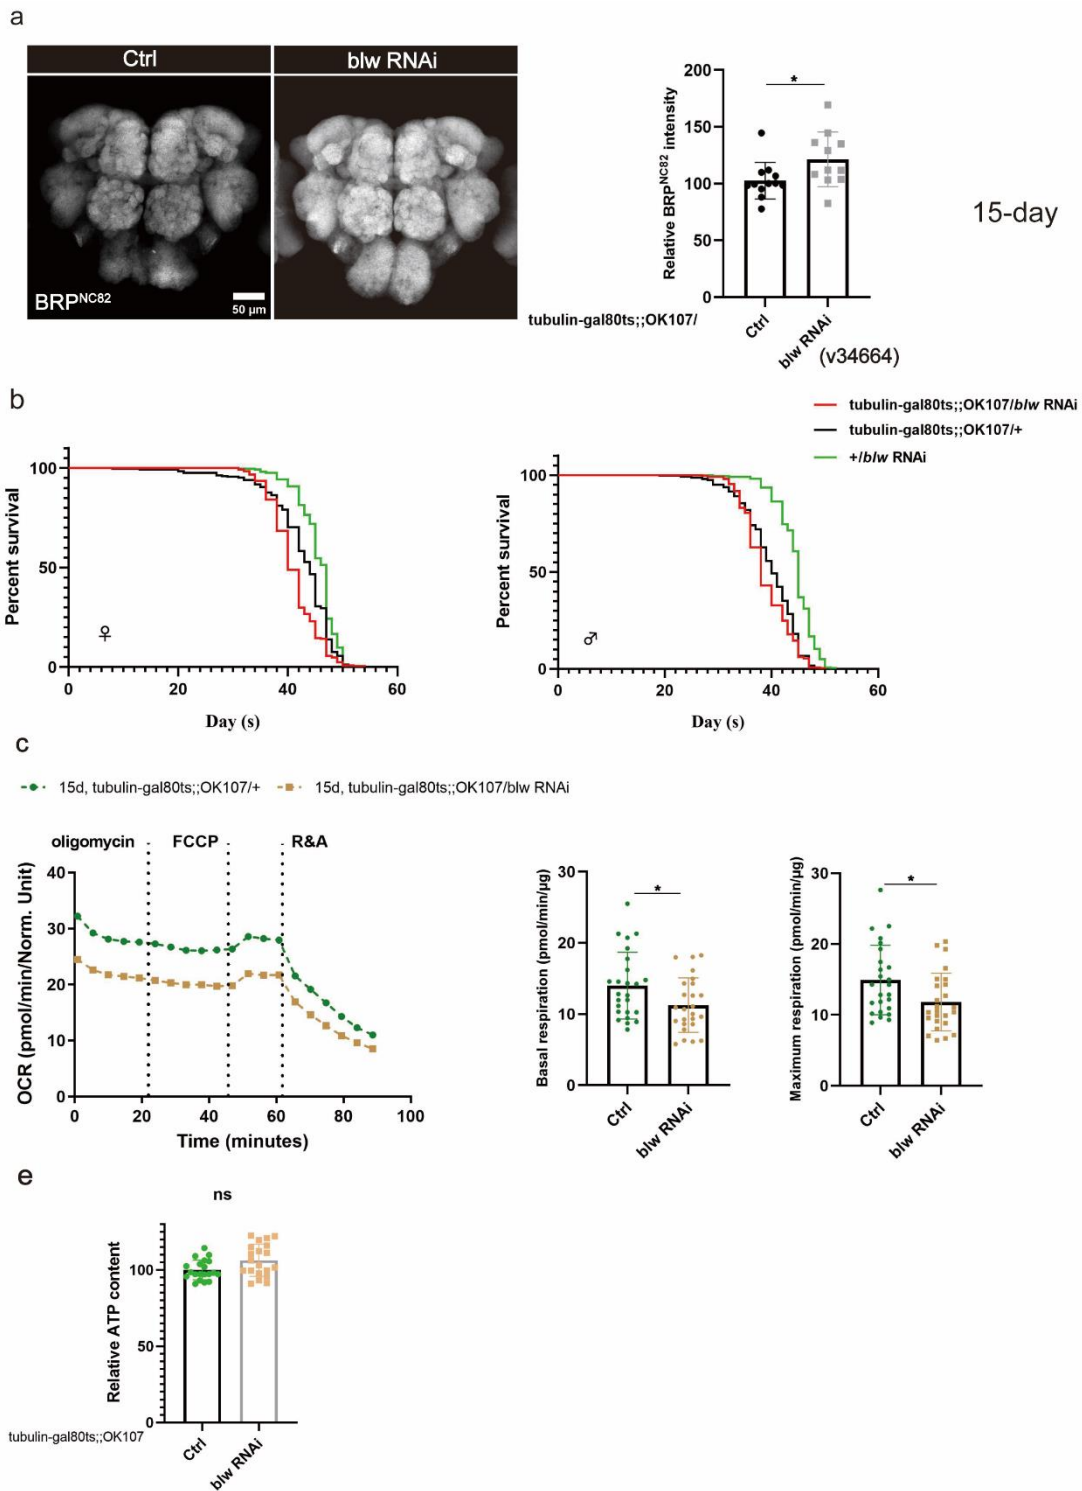 a
Ctrl
blw RNAi
BRPNC82
50 µm
Relative BRPNC82 intensity
200
150
100
50
0
*
15-day
tubulin-gal80ts;;OK107/
Ctrl
blw RNAi
(v34664)
b
tubulin-gal80ts;;OK107/blw RNAi
tubulin-gal80ts;;OK107/+
+/blw RNAi
Percent survival
100
50
0
♀
0 20 40 60
Day (s)
Percent survival
100
50
0
♂
0 20 40 60
Day (s)
c
15d, tubulin-gal80ts;;OK107/+
15d, tubulin-gal80ts;;OK107/blw RNAi
oligomycin FCCP R&A
OCR (pmol/min/Norm. Unit)
40
30
20
10
0
0 20 40 60 80 100
Time (minutes)
Basal respiration (pmol/min/µg)
30
20
10
0
*
Ctrl
blw RNAi
Maximum respiration (pmol/min/µg)
30
20
10
0
*
Ctrl
blw RNAi
e
ns
Relative ATP content
100
50
0
tubulin-gal80ts;;OK107
Ctrl
blw RNAi